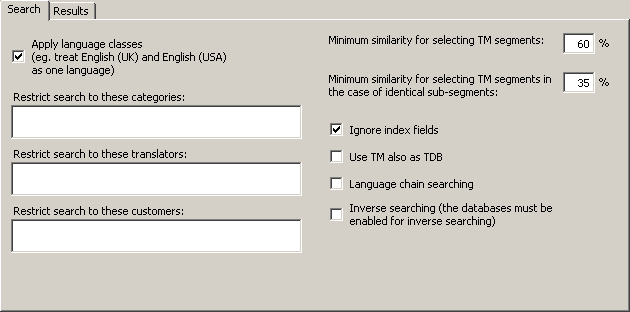 Search
Results
Apply language classes
(eg. treat English (UK) and English (USA)
as one language)
Restrict search to these categories:
Restrict search to these translators:
Restrict search to these customers:
Minimum similarity for selecting TM segments:
60 %
Minimum similarity for selecting TM segments in
the case of identical sub-segments:
35 %
Ignore index fields
Use TM also as TDB
Language chain searching
Inverse searching (the databases must be
enabled for inverse searching)